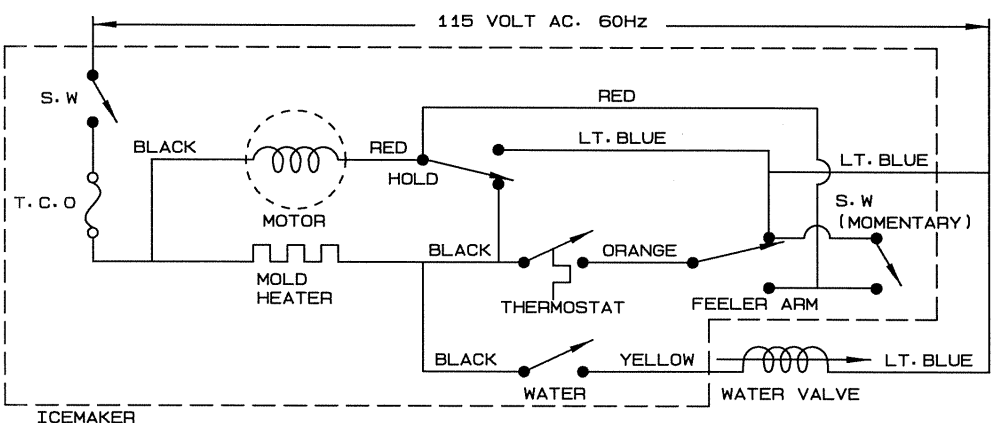 115 VOLT AC. 60Hz
S.W
RED
BLACK
RED
LT.BLUE
LT.BLUE
HOLD
T.C.O
MOTOR
S.W
(MOMENTARY)
BLACK
ORANGE
MOLD
HEATER
THERMOSTAT
FEELER ARM
BLACK
YELLOW
LT.BLUE
WATER
WATER VALVE
ICEMAKER